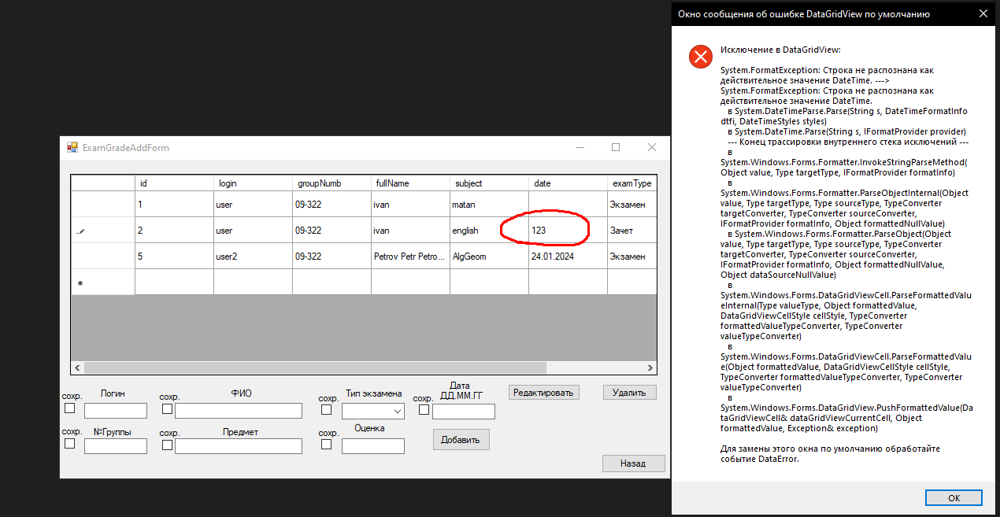 Окно сообщения об ошибке DataGridView по умолчанию
Исключение в DataGridView:
System.FormatException: Строка не распознана как
действительное значение DateTime. --->
System.FormatException: Строка не распознана как
действительное значение DateTime.
в System.DateTimeParse.Parse(String s, DateTimeFormatInfo
dtfi, DateTimeStyles styles)
в System.DateTime.Parse(String s, IFormatProvider provider)
--- Конец трассировки внутреннего стека исключений ---
в
System.Windows.Forms.Formatter.InvokeStringParseMethod(
Object value, Type targetType, IFormatProvider formatInfo)
в
System.Windows.Forms.Formatter.ParseObjectInternal(Object
value, Type targetType, Type sourceType, TypeConverter
targetConverter, TypeConverter sourceConverter,
IFormatProvider formatInfo, Object formattedNullValue)
в System.Windows.Forms.Formatter.ParseObject(Object
value, Type targetType, Type sourceType, TypeConverter
targetConverter, TypeConverter sourceConverter,
IFormatProvider formatInfo, Object formattedNullValue,
Object dataSourceNullValue)
в
System.Windows.Forms.DataGridViewCell.ParseFormattedValu
eInternal(Type valueType, Object formattedValue,
DataGridViewCellStyle cellStyle, TypeConverter
formattedValueTypeConverter, TypeConverter
valueTypeConverter)
в
System.Windows.Forms.DataGridViewCell.ParseFormattedValu
e(Object formattedValue, DataGridViewCellStyle cellStyle,
TypeConverter formattedValueTypeConverter, TypeConverter
valueTypeConverter)
в
System.Windows.Forms.DataGridView.PushFormattedValue(Da
taGridViewCell& dataGridViewCurrentCell, Object
formattedValue, Exception& exception)
Для замены этого окна по умолчанию обработайте
событие DataError.
OK
ExamGradeAddForm
id login groupNumb fullName subject date examType
1 user 09-322 ivan matan Экзамен
2 user 09-322 ivan english 123 Зачет
5 user2 09-322 Petrov Petr Petro... AlgGeom 24.01.2024 Экзамен
сохр. Логин сохр. ФИО сохр. Тип экзамена сохр. Дата
ДД.ММ.ГГ
Редактировать Удалить
сохр. №Группы сохр. Предмет сохр. Оценка
Добавить
Назад